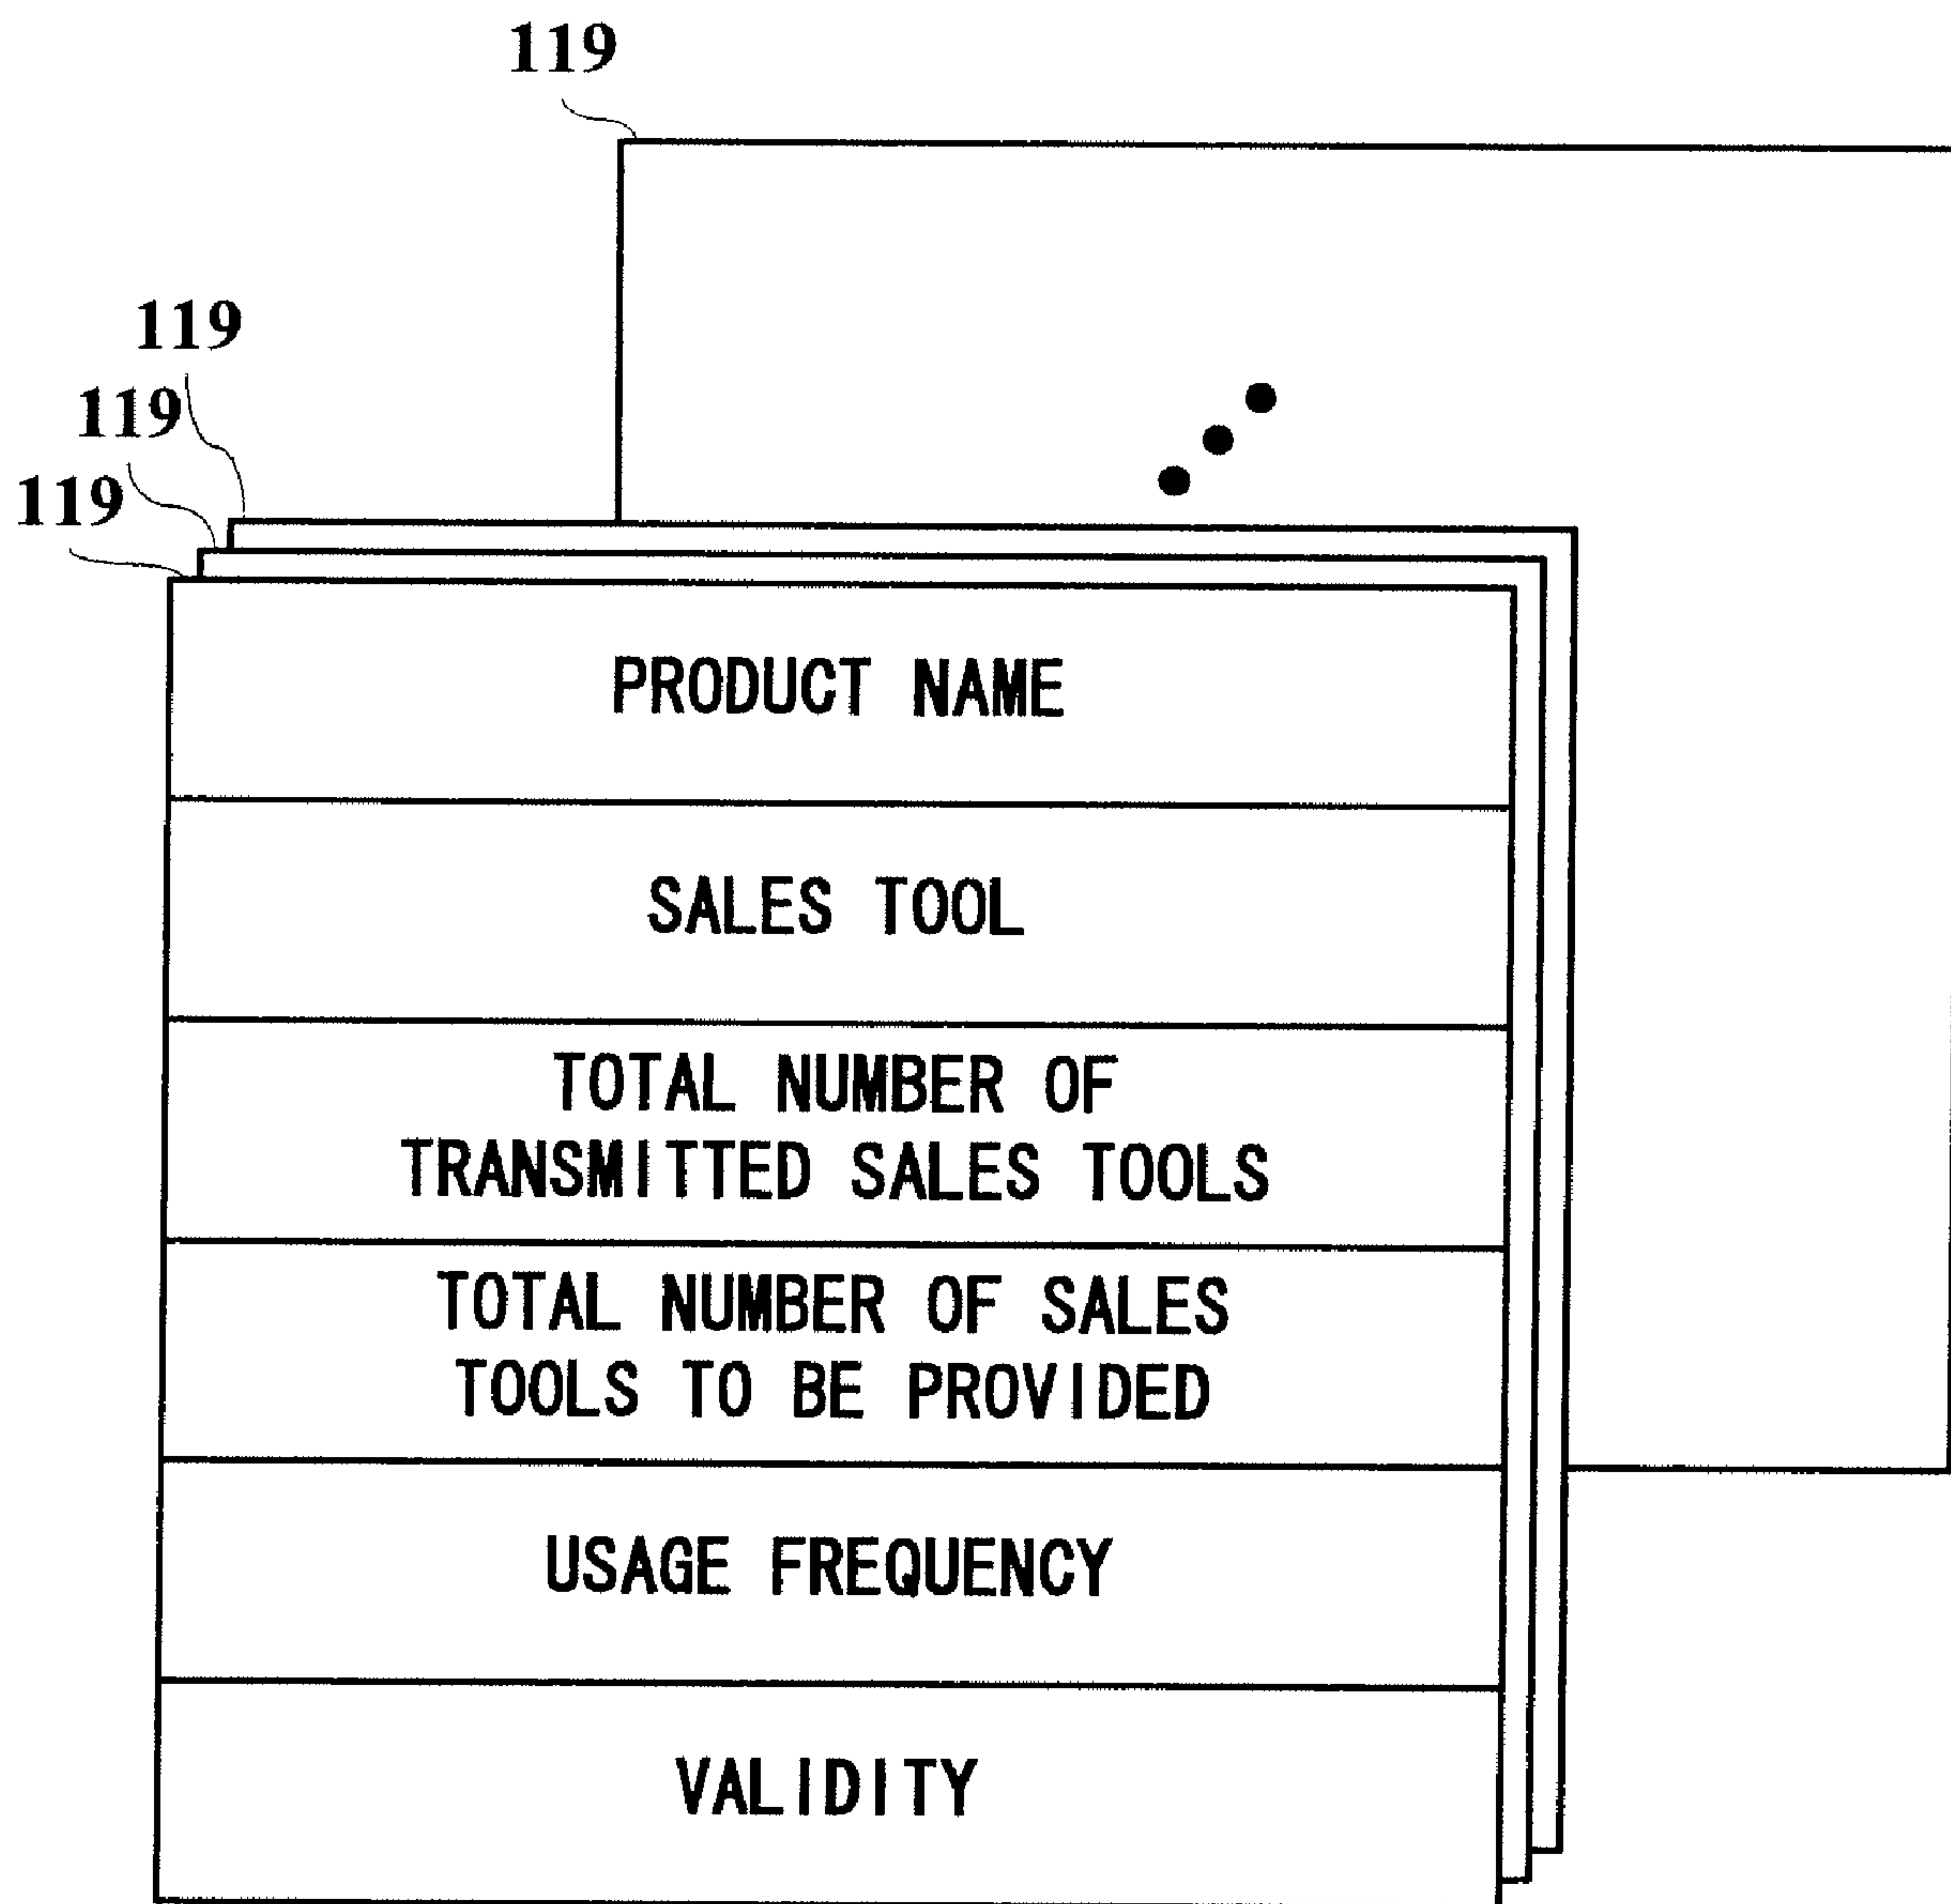 119
119
119
119
PRODUCT NAME
SALES TOOL
TOTAL NUMBER OF
TRANSMITTED SALES TOOLS
TOTAL NUMBER OF SALES
TOOLS TO BE PROVIDED
USAGE FREQUENCY
VALIDITY